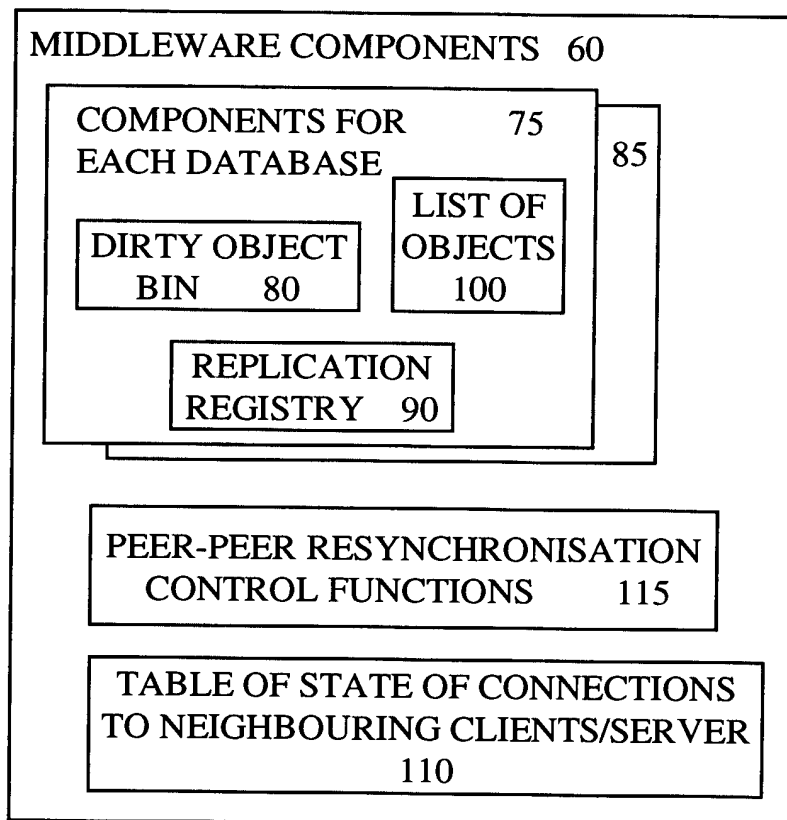 MIDDLEWARE COMPONENTS 60
COMPONENTS FOR 75
EACH DATABASE
85
LIST OF
OBJECTS
100
DIRTY OBJECT
BIN 80
REPLICATION
REGISTRY 90
PEER-PEER RESYNCHRONISATION
CONTROL FUNCTIONS 115
TABLE OF STATE OF CONNECTIONS
TO NEIGHBOURING CLIENTS/SERVER
110